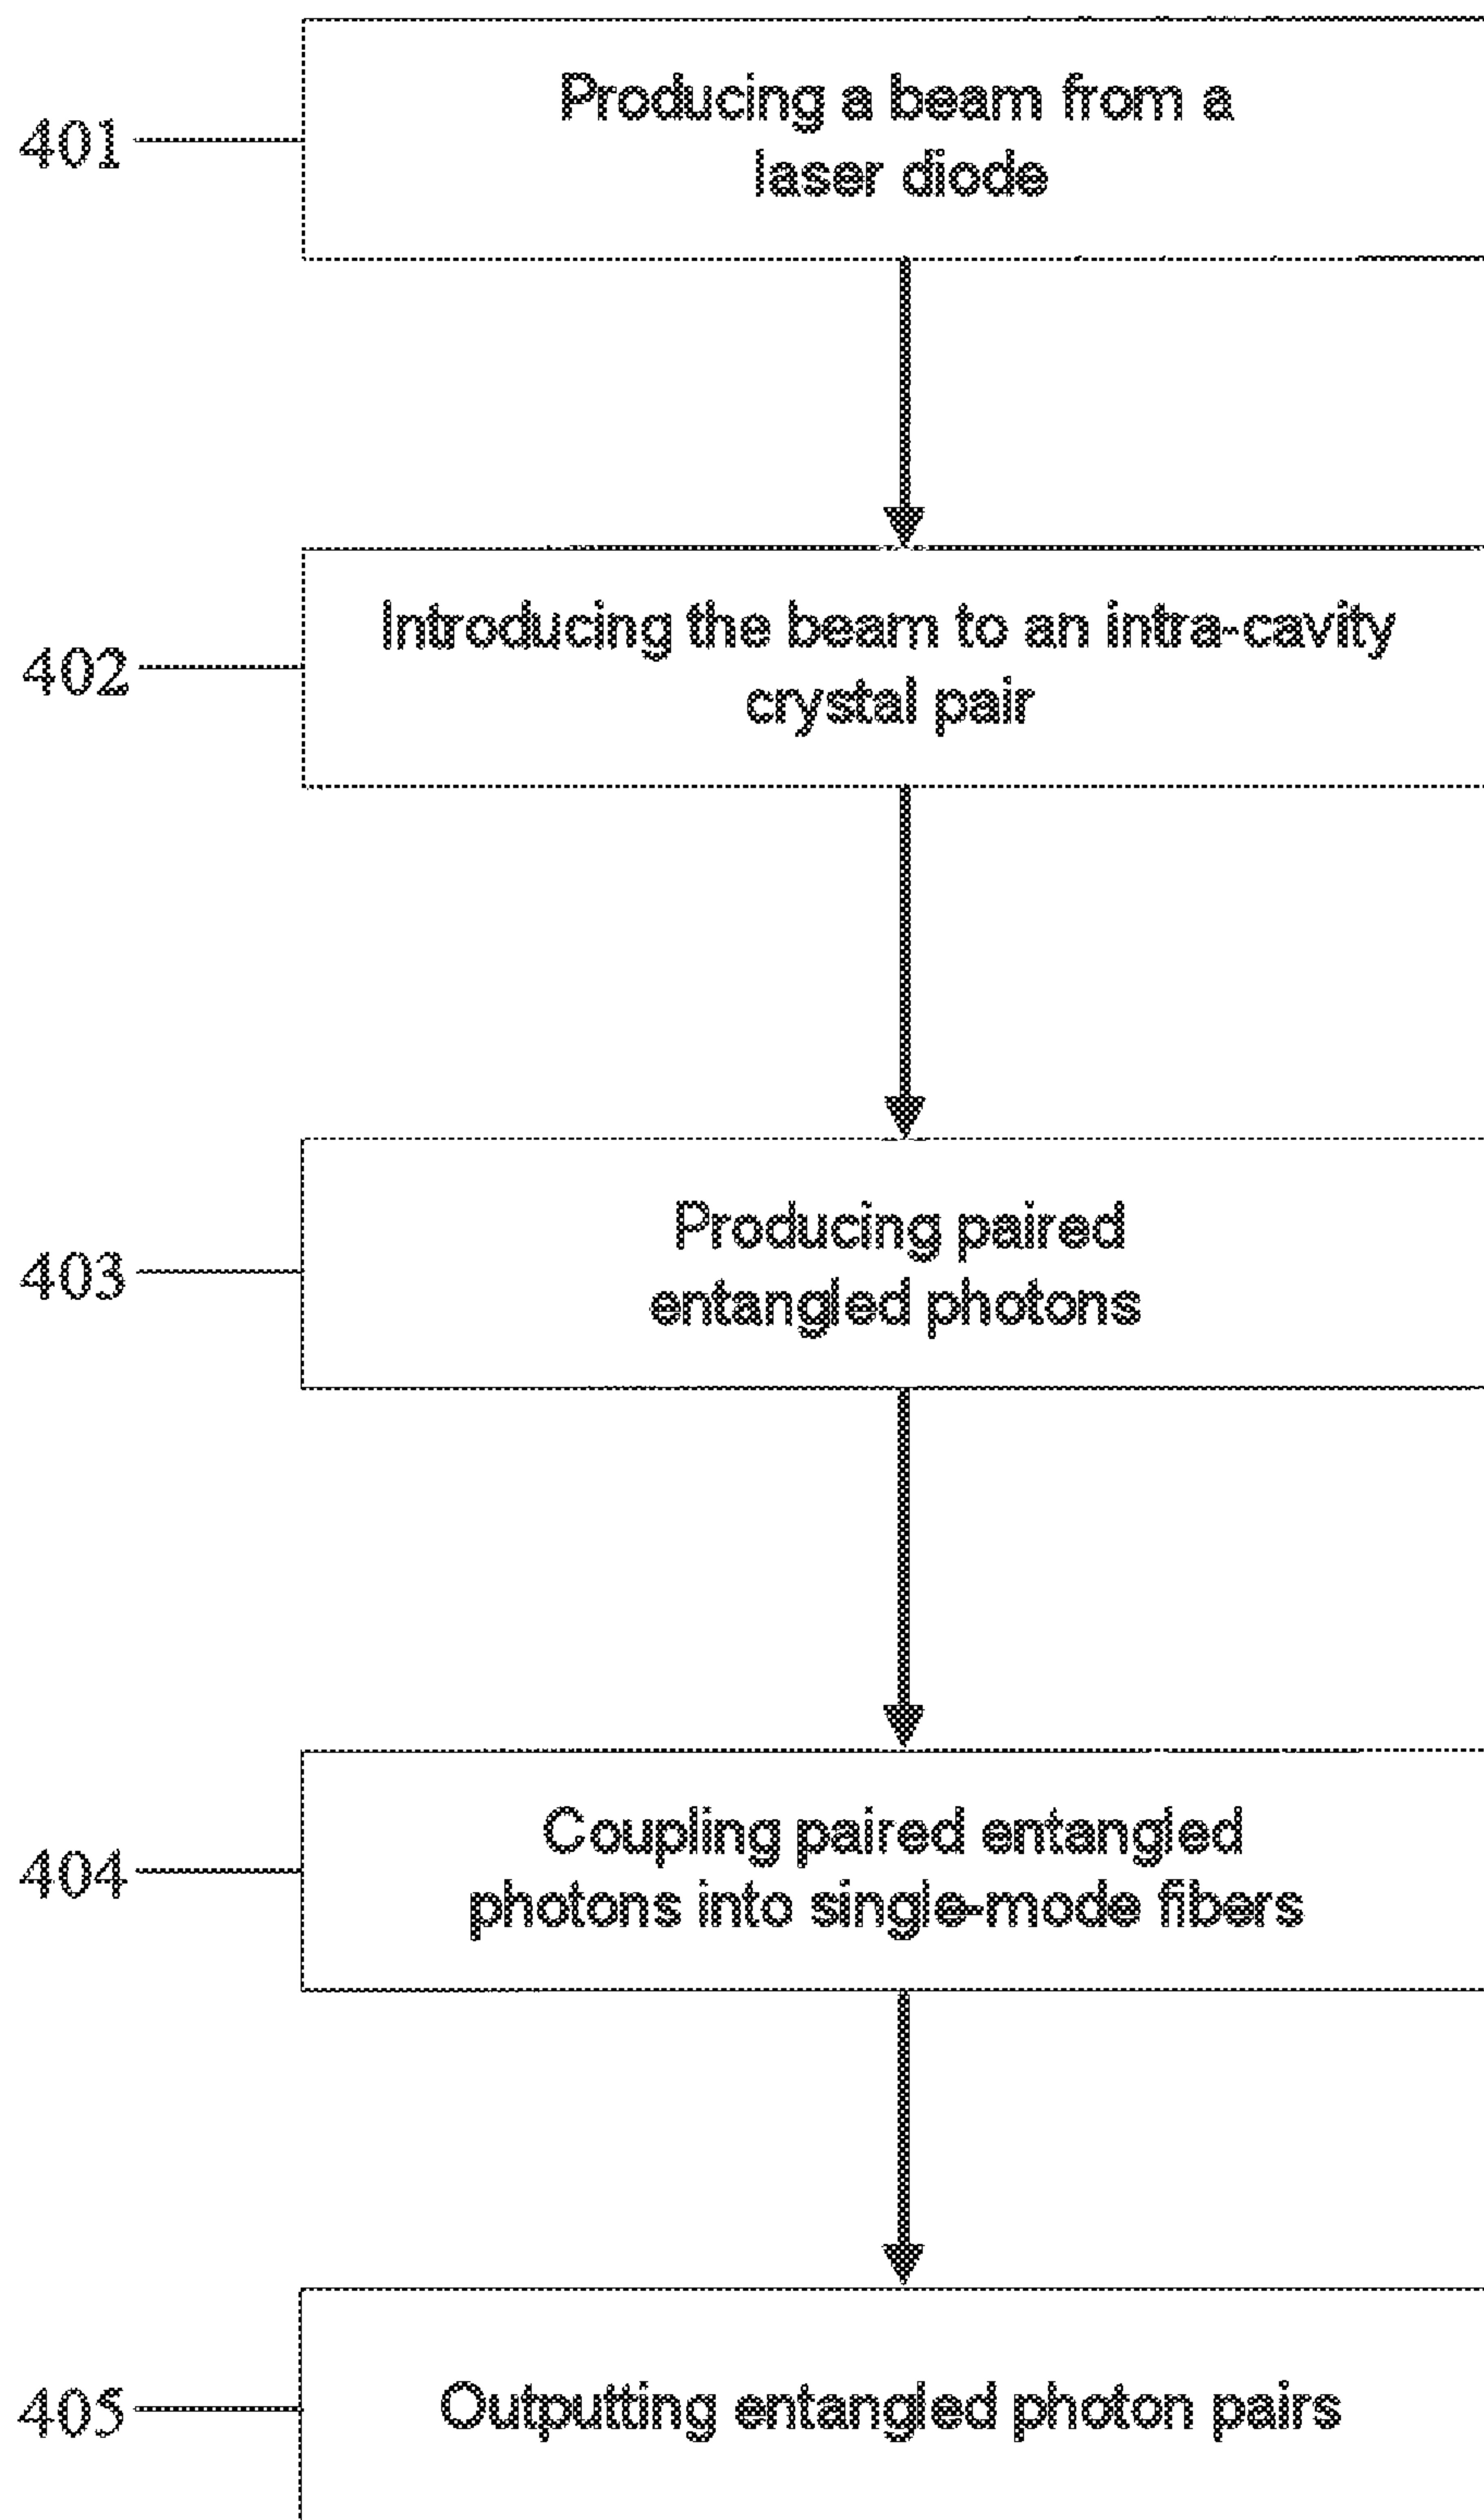 401
Producing a beam from a
laser diode
402
Introducing the beam to an intra-cavity
crystal pair
403
Producing paired
entangled photons
404
Coupling paired entangled
photons into single-mode fibers
405
Outputting entangled photon pairs